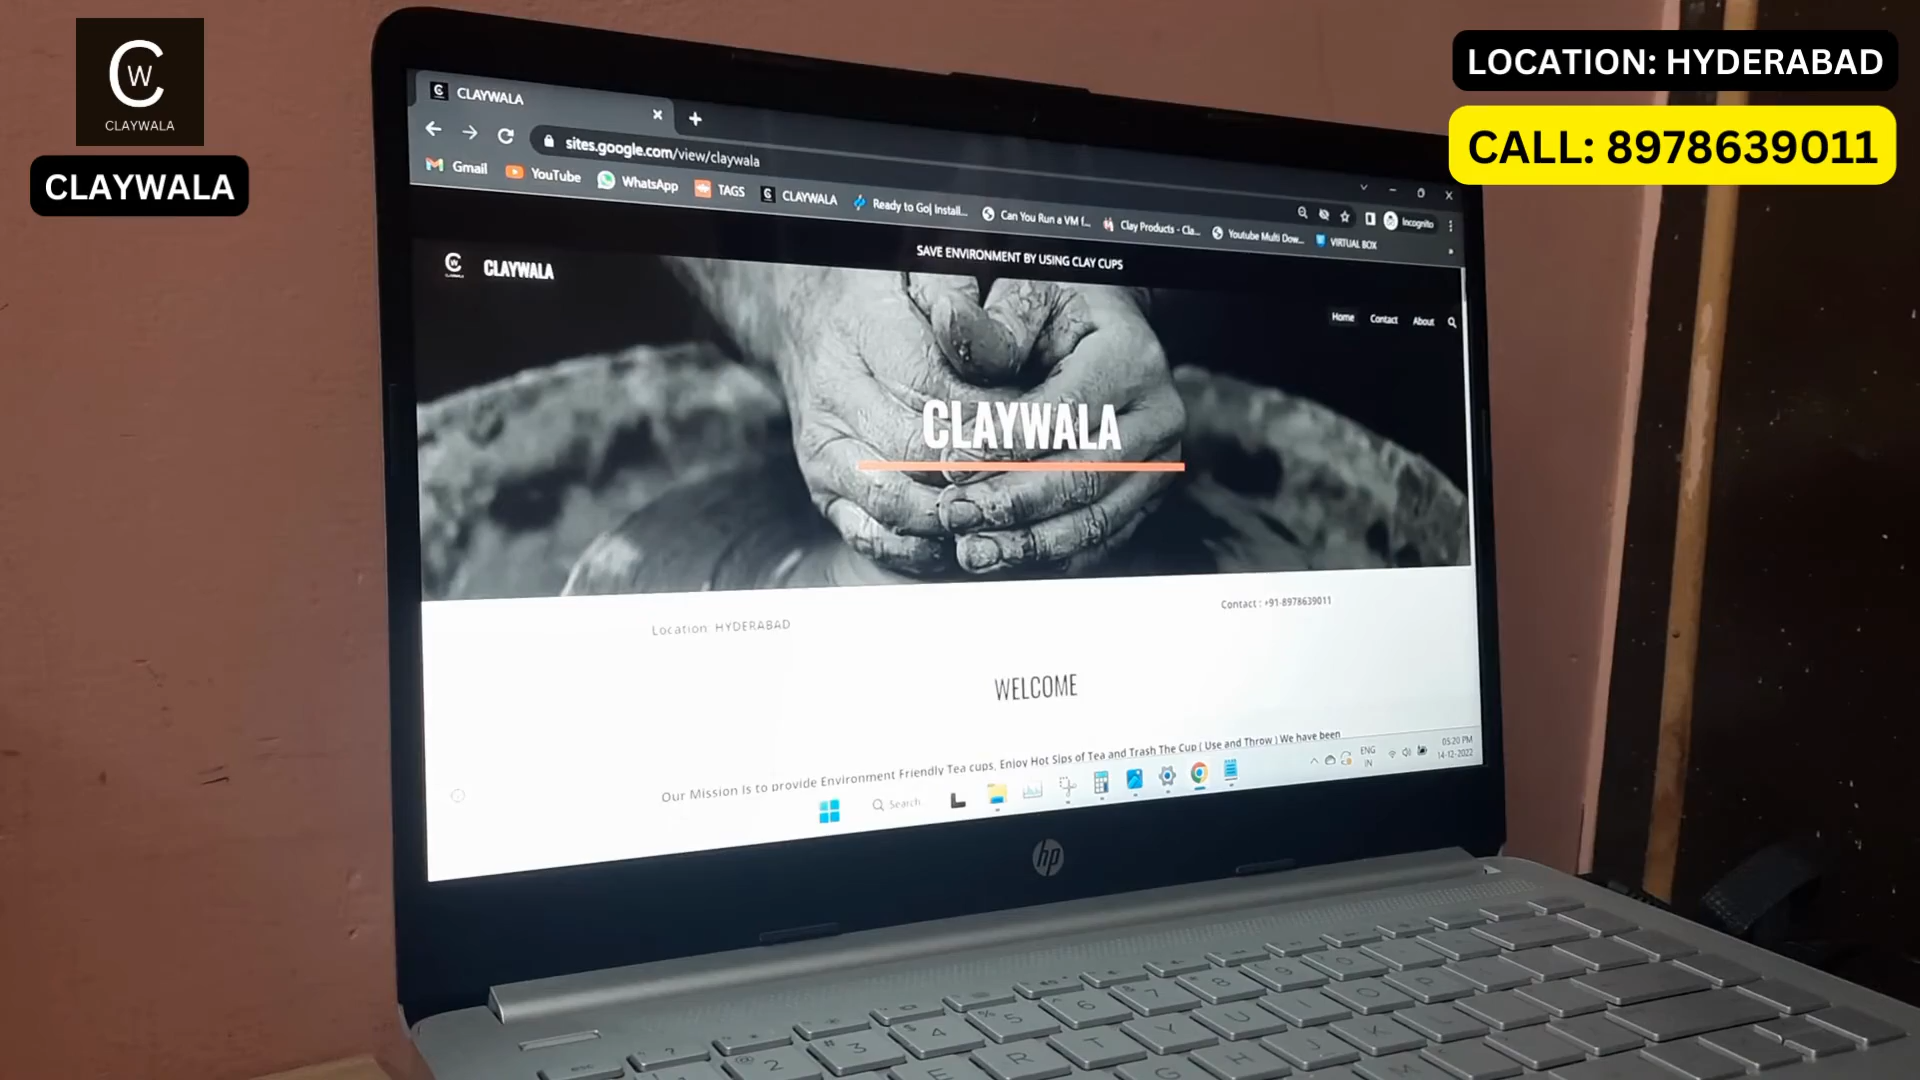 CW
CLAYWALA
CLAYWALA
LOCATION: HYDERABAD
CALL: 8978639011
CLAYWALA
sites.google.com/view/claywala
Gmail
YouTube
WhatsApp
TAGS
CLAYWALA
Ready to Go| Install...
Can You Run a VM f...
Clay Products - Cla...
Youtube Multi Dow...
VIRTUAL BOX
Incognito
SAVE ENVIRONMENT BY USING CLAY CUPS
CLAYWALA
Home Contact About
CLAYWALA
Location: HYDERABAD
Contact : +91-8978639011
WELCOME
Our Mission Is to provide Environment Friendly Tea cups, Enjoy Hot Sips of Tea and Trash The Cup ( Use and Throw ) We have been
Search
ENG
IN
05:20 PM
14-12-2022
hp